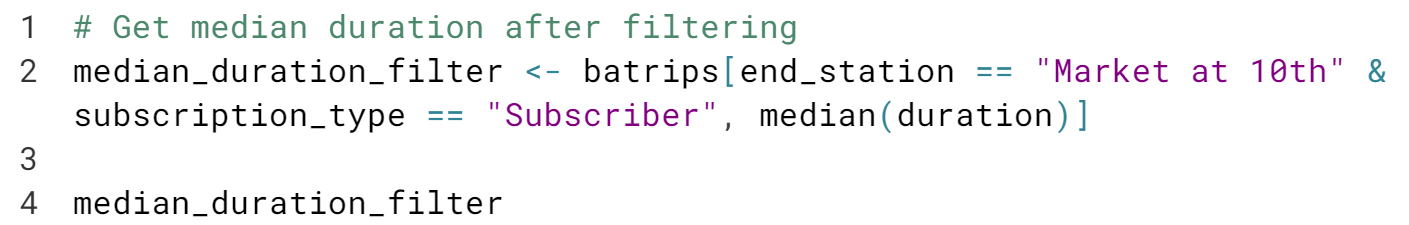 1 # Get median duration after filtering
2 median_duration_filter <- batrips[end_station == "Market at 10th" &
subscription_type == "Subscriber", median(duration)]
3
4 median_duration_filter